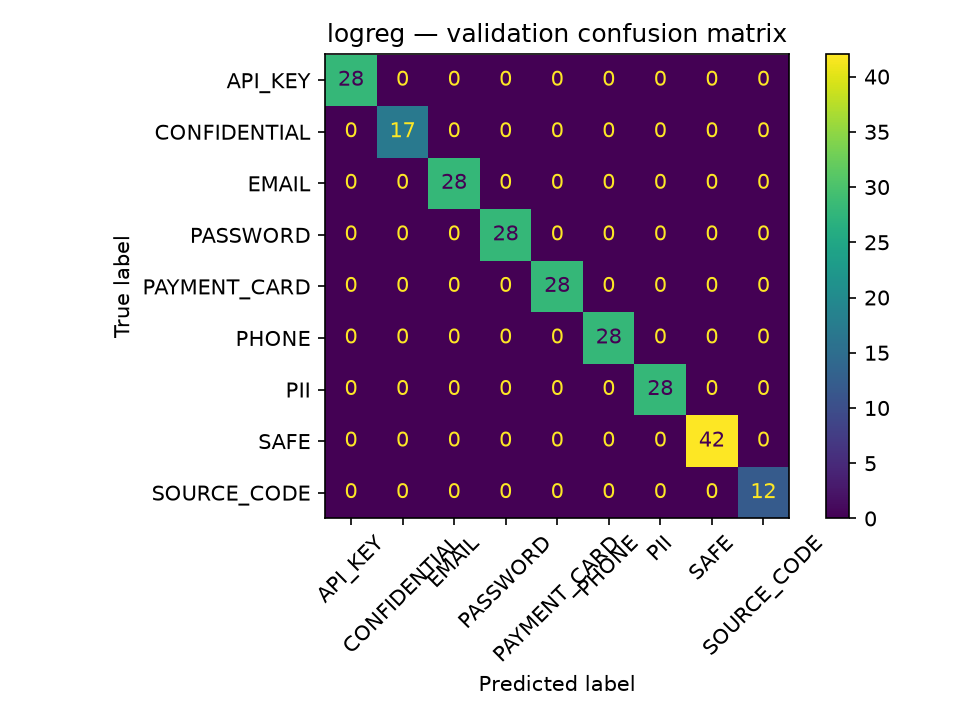 logreg — validation confusion matrix
API_KEY 28 0 0 0 0 0 0 0 0
CONFIDENTIAL 0 17 0 0 0 0 0 0 0
EMAIL 0 0 28 0 0 0 0 0 0
PASSWORD 0 0 0 28 0 0 0 0 0
PAYMENT_CARD 0 0 0 0 28 0 0 0 0
PHONE 0 0 0 0 0 28 0 0 0
PII 0 0 0 0 0 0 28 0 0
SAFE 0 0 0 0 0 0 0 42 0
SOURCE_CODE 0 0 0 0 0 0 0 0 12
True label
API_KEY
CONFIDENTIAL
EMAIL
PASSWORD
PAYMENT_CARD
PHONE
PII
SAFE
SOURCE_CODE
Predicted label
40
35
30
25
20
15
10
5
0